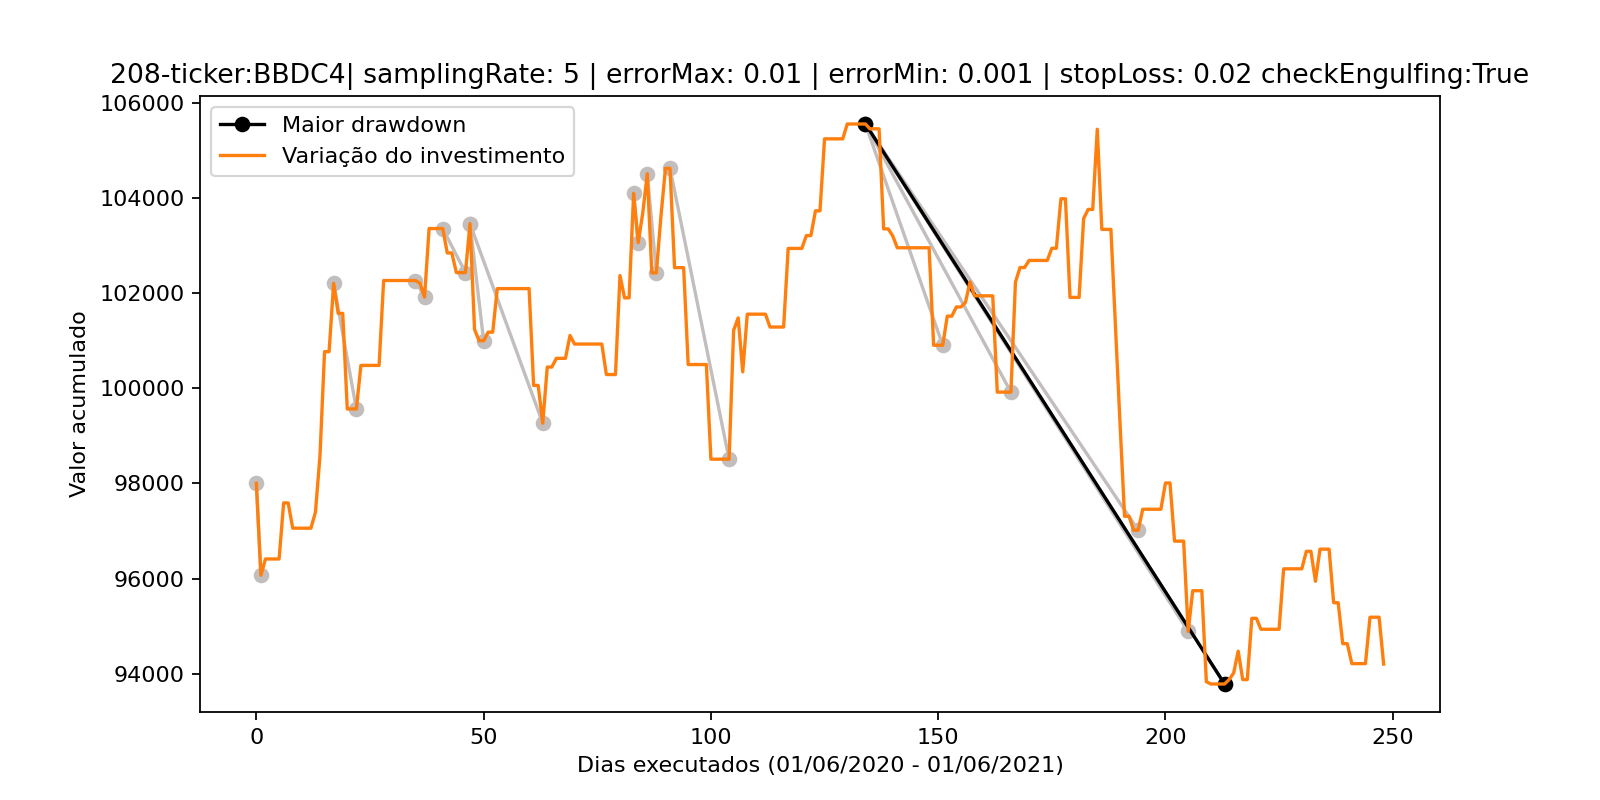 208-ticker:BBDC4| samplingRate: 5 | errorMax: 0.01 | errorMin: 0.001 | stopLoss: 0.02 checkEngulfing:True
Maior drawdown
Variação do investimento
Valor acumulado
106000
104000
102000
100000
98000
96000
94000
0 50 100 150 200 250
Dias executados (01/06/2020 - 01/06/2021)